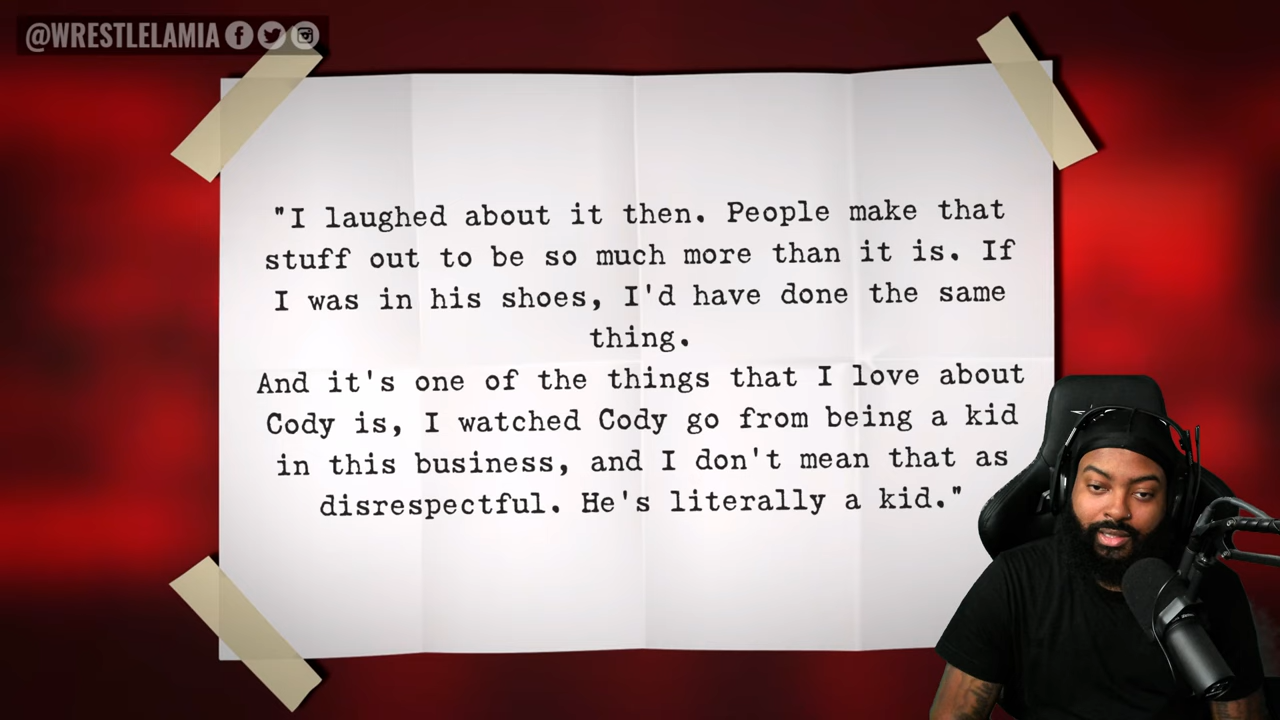 @WRESTLELAMIA
"I laughed about it then. People make that
stuff out to be so much more than it is. If
I was in his shoes, I'd have done the same
thing.
And it's one of the things that I love about
Cody is, I watched Cody go from being a kid
in this business, and I don't mean that as
disrespectful. He's literally a kid."